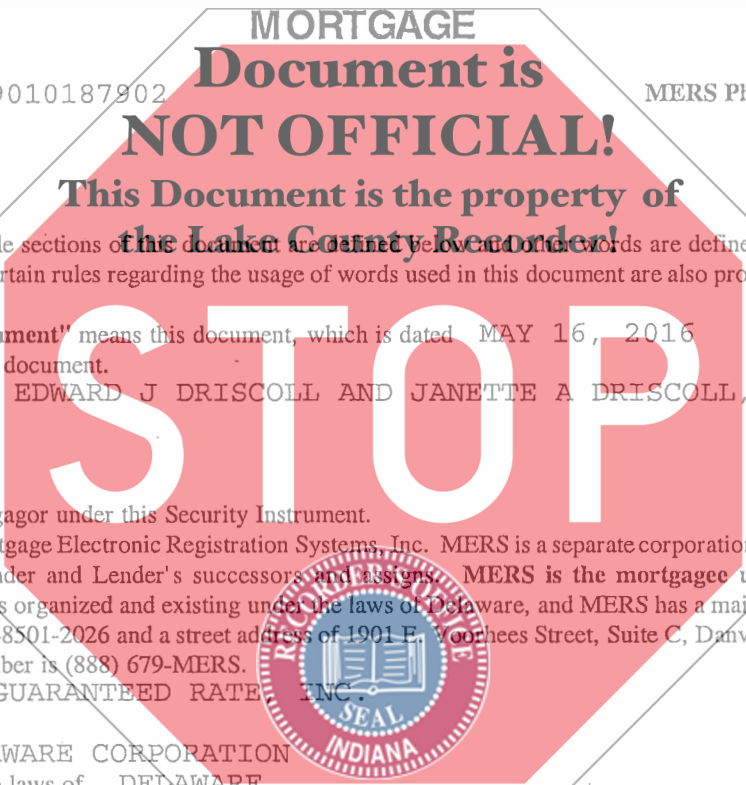 MORTGAGE
Document is
9010187902
MERS Ph
NOT OFFICIAL!
This Document is the property of
the Lake County Recorder!
le sections of this document are defined below and other words are define
rtain rules regarding the usage of words used in this document are also pro
ument" means this document, which is dated MAY 16, 2016
document.
EDWARD J DRISCOLL AND JANETTE A DRISCOLL,
STOP
gagor under this Security Instrument.
tgage Electronic Registration Systems, Inc. MERS is a separate corporation
nder and Lender's successors and assigns. MERS is the mortgagee u
s organized and existing under the laws of Delaware, and MERS has a mai
8501-2026 and a street address of 1901 E. Voorhees Street, Suite C, Danv
ber is (888) 679-MERS.
GUARANTEED RATE, INC.
RECORDER'S OFFICE
SEAL
INDIANA
WARE CORPORATION
laws of DELAWARE